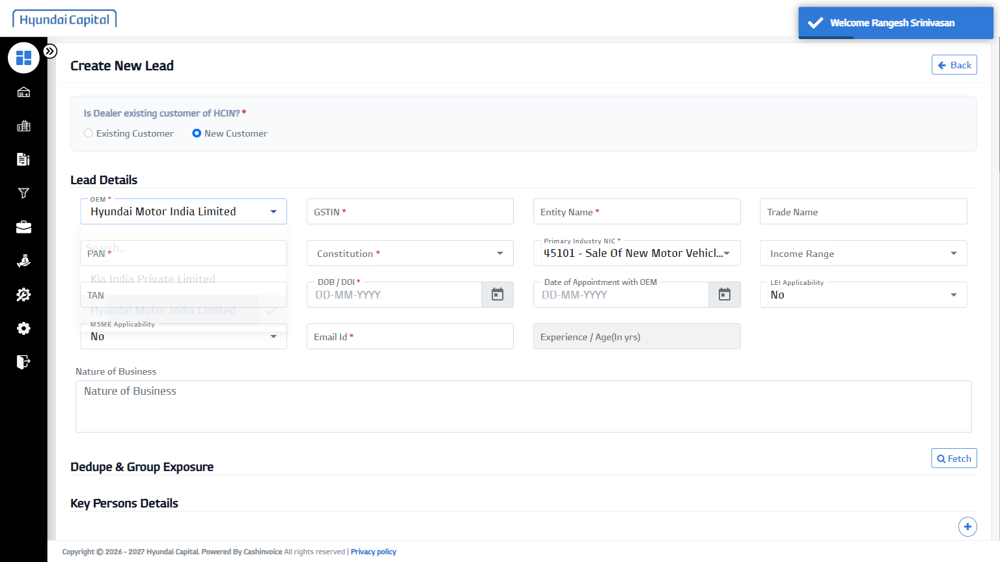 Hyundai Capital
Welcome Rangesh Srinivasan
Create New Lead
Back
Is Dealer existing customer of HCIN? *
Existing Customer
New Customer
Lead Details
OEM *
Hyundai Motor India Limited
GSTIN *
Entity Name *
Trade Name
Search...
PAN *
Constitution *
Primary Industry NIC *
45101 - Sale Of New Motor Vehicl...
Income Range
Kia India Private Limited
TAN
DOB / DOI *
DD-MM-YYYY
Date of Appointment with OEM
DD-MM-YYYY
LEI Applicability
No
Hyundai Motor India Limited
MSME Applicability
No
Email Id *
Experience / Age(In yrs)
Nature of Business
Nature of Business
Dedupe & Group Exposure
Fetch
Key Persons Details
Copyright © 2026 - 2027 Hyundai Capital. Powered By Cashinvoice All rights reserved | Privacy policy